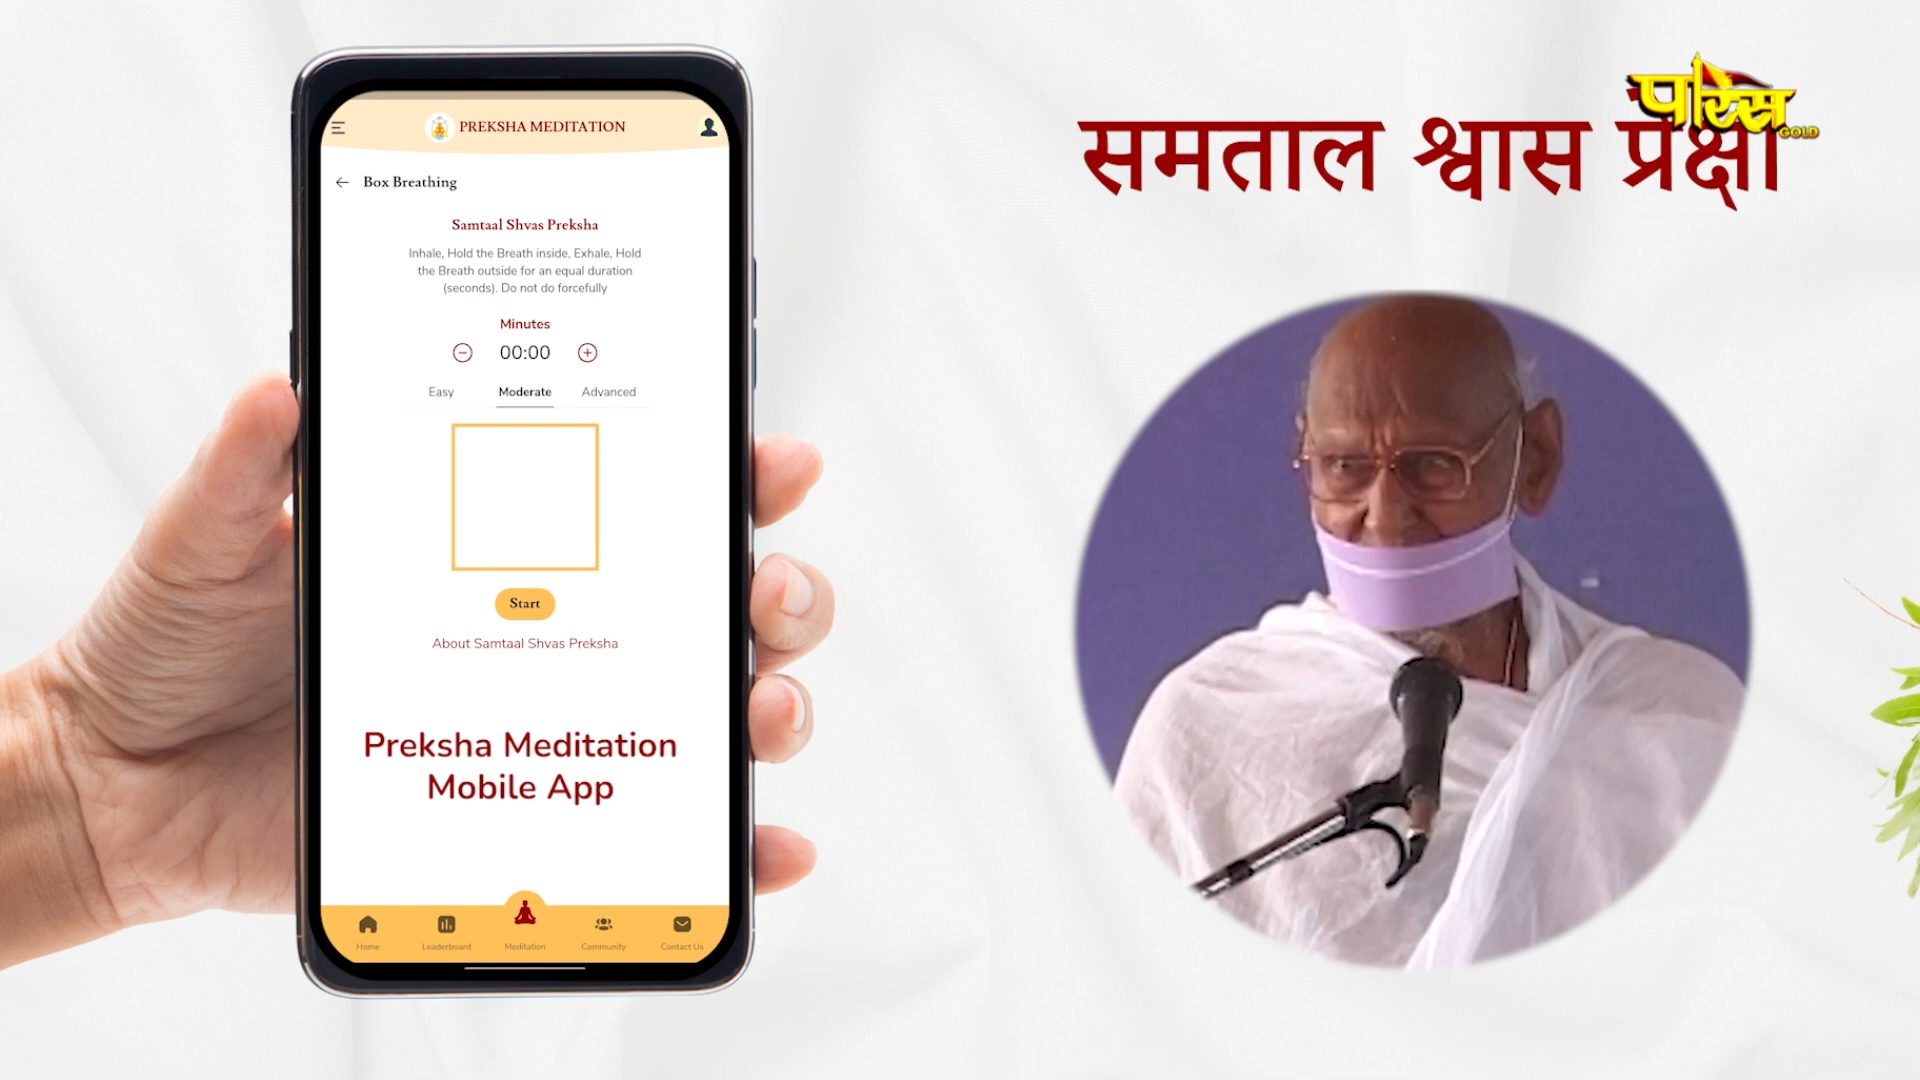 PREKSHA MEDITATION
Box Breathing
Samtaal Shvas Preksha
Inhale, Hold the Breath inside, Exhale, Hold
the Breath outside for an equal duration
(seconds). Do not do forcefully
Minutes
00:00
Easy Moderate Advanced
Start
About Samtaal Shvas Preksha
Preksha Meditation
Mobile App
Home Leaderboard Meditation Community Contact Us
पारस
GOLD
समताल श्वास प्रेक्षा